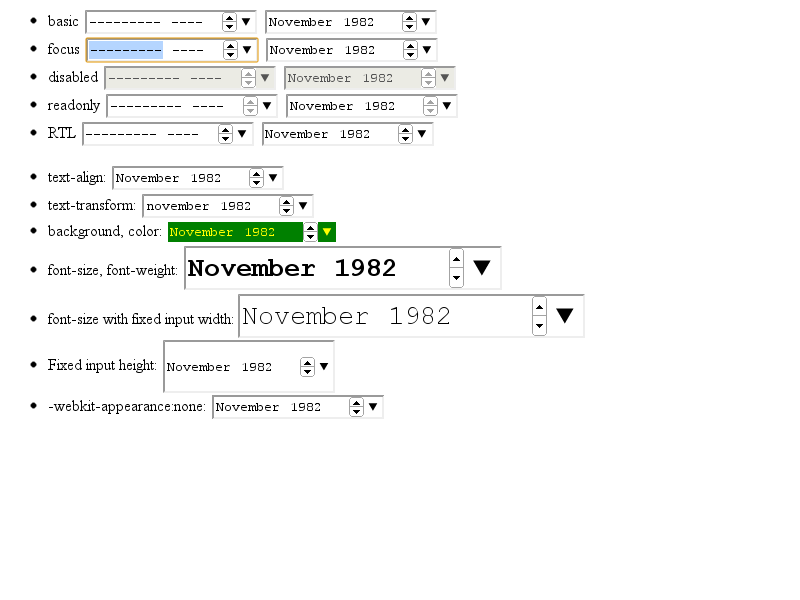 basic --------- ---- November 1982
focus --------- ---- November 1982
disabled --------- ---- November 1982
readonly --------- ---- November 1982
RTL --------- ---- November 1982
text-align: November 1982
text-transform: november 1982
background, color: November 1982
font-size, font-weight: November 1982
font-size with fixed input width: November 1982
Fixed input height: November 1982
-webkit-appearance:none: November 1982